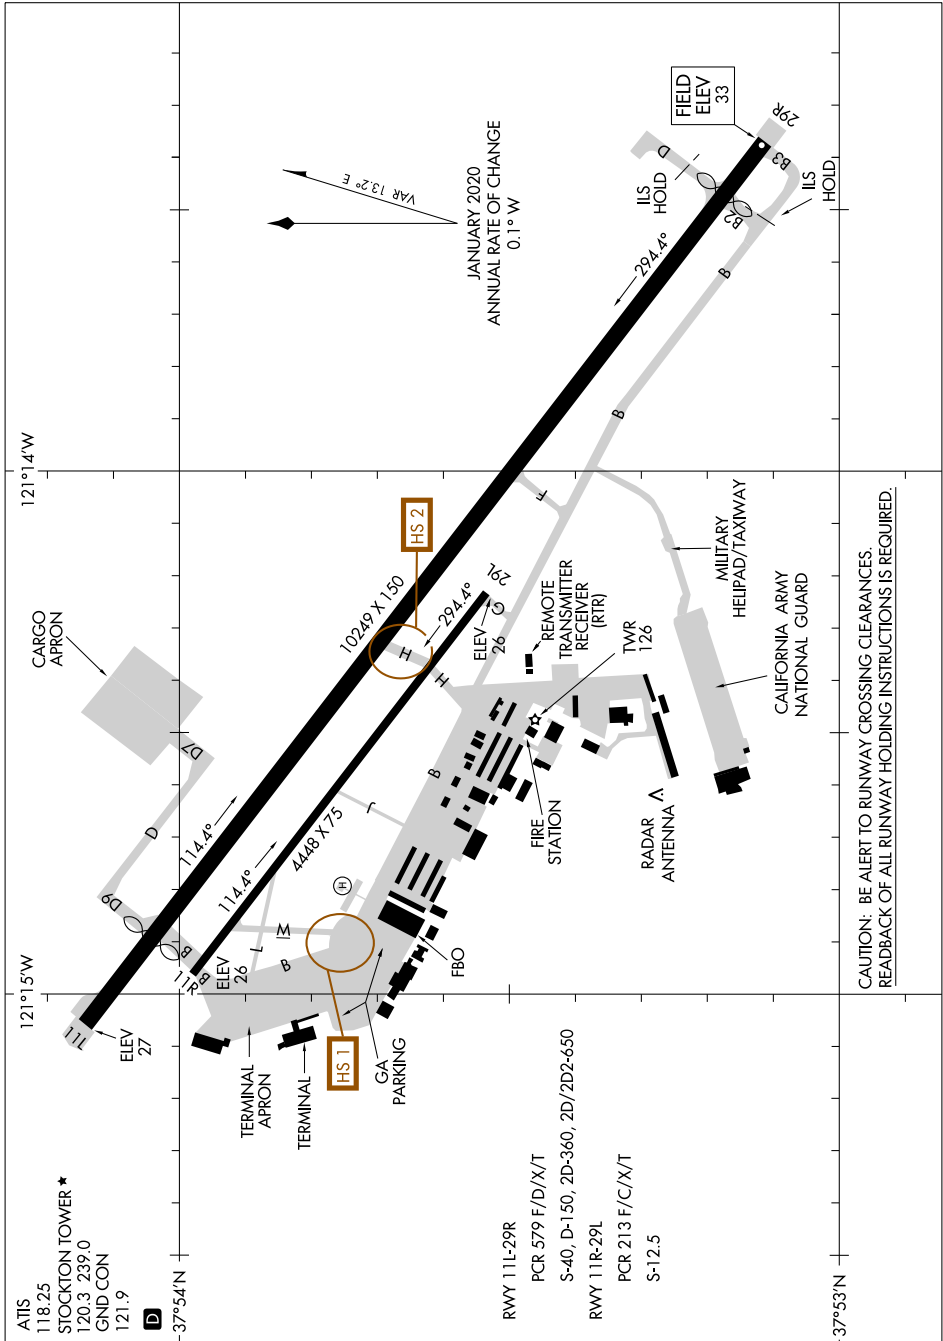 ATIS
118.25
STOCKTON TOWER ★
120.3 239.0
GND CON
121.9
D
37°54'N
121°15'W
121°14'W
37°53'N
CARGO
APRON
JANUARY 2020
ANNUAL RATE OF CHANGE
0.1° W
VAR 13.2° E
FIELD
ELEV
33
29R
B3
ILS
HOLD
D
ILS
HOLD
B2
294.4°
B
B
F
HS 2
10249 X 150
294.4°
29L
G
ELEV
26
H
H
D7
D
D9
114.4°
114.4°
4448 X 75
J
B
H
M
L
B
B
B
11R
ELEV
26
11L
ELEV
27
TERMINAL
APRON
TERMINAL
HS 1
GA
PARKING
FBO
FIRE
STATION
REMOTE
TRANSMITTER
RECEIVER
(RTR)
TWR
126
RADAR
ANTENNA
MILITARY
HELIPAD/TAXIWAY
CALIFORNIA ARMY
NATIONAL GUARD
RWY 11L-29R
PCR 579 F/D/X/T
S-40, D-150, 2D-360, 2D/2D2-650
RWY 11R-29L
PCR 213 F/C/X/T
S-12.5
CAUTION: BE ALERT TO RUNWAY CROSSING CLEARANCES.
READBACK OF ALL RUNWAY HOLDING INSTRUCTIONS IS REQUIRED.